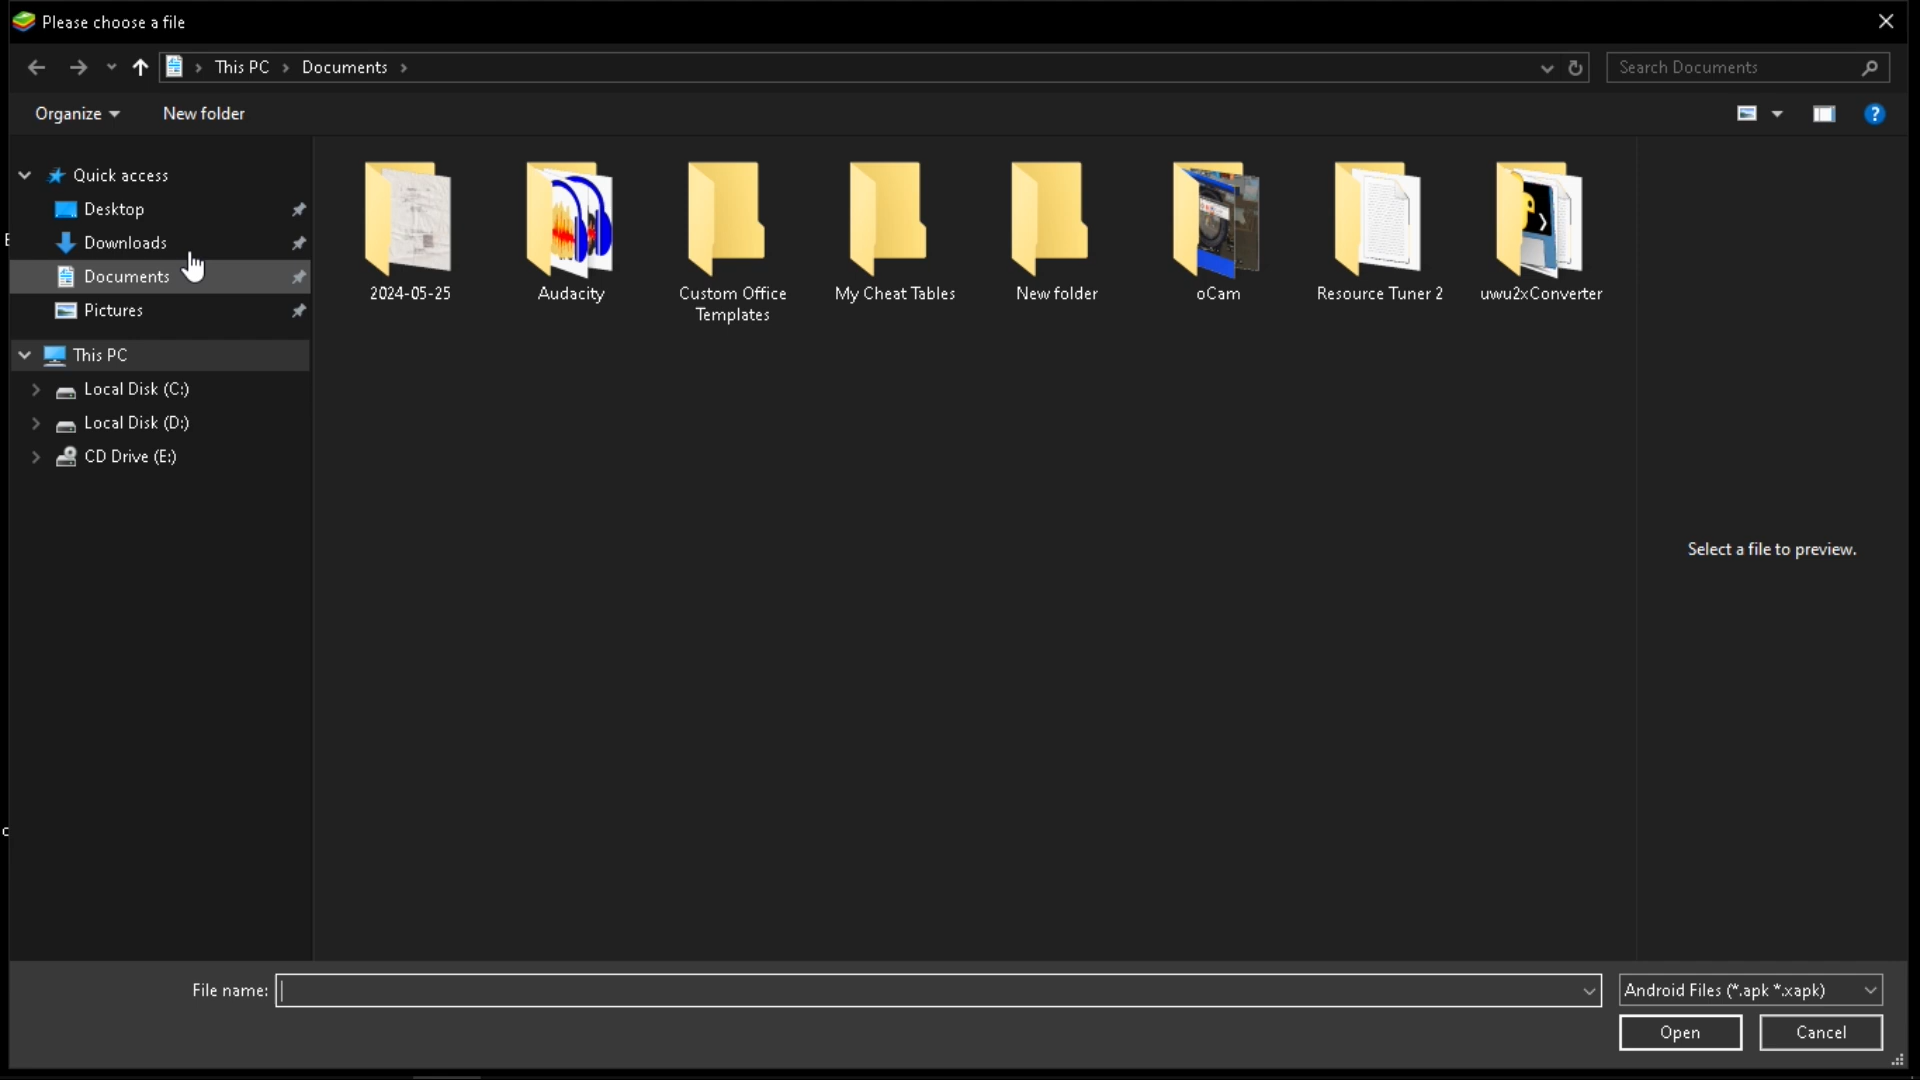 Please choose a file
This PC > Documents >
Search Documents
Organize
New folder
?
Quick access
Desktop
Downloads
Documents
Pictures
This PC
Local Disk (C:)
Local Disk (D:)
CD Drive (E:)
2024-05-25
Audacity
Custom Office
Templates
My Cheat Tables
New folder
oCam
Resource Tuner 2
uwu2xConverter
Select a file to preview.
File name:
Android Files (*.apk *.xapk)
Open
Cancel